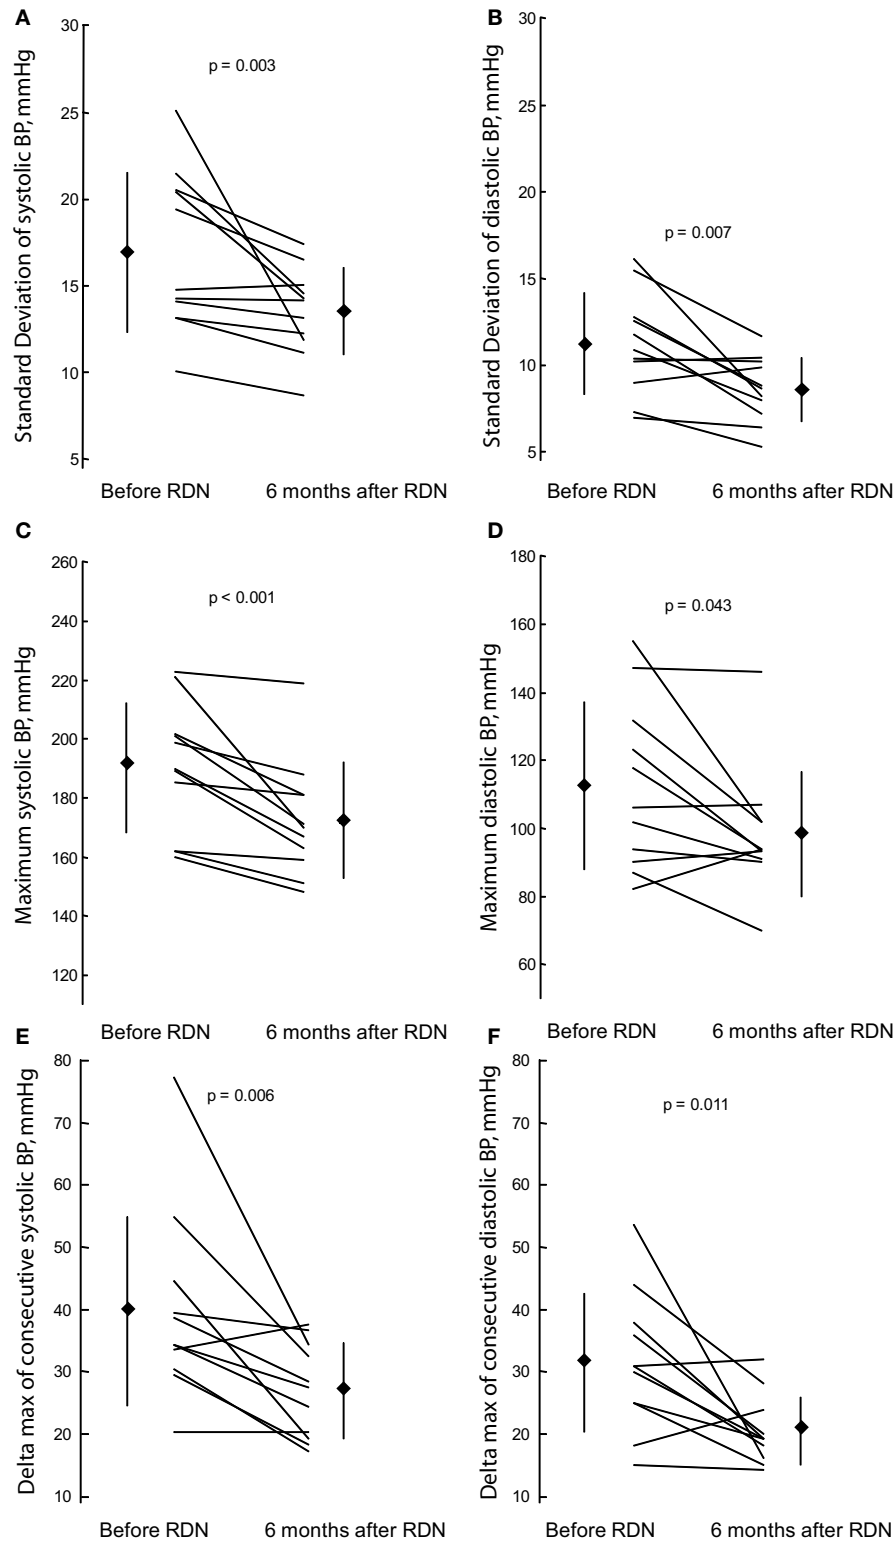 A
Standard Deviation of systolic BP, mmHg
30
25
20
15
10
5
p = 0.003
Before RDN
6 months after RDN
B
Standard Deviation of diastolic BP, mmHg
30
25
20
15
10
5
p = 0.007
Before RDN
6 months after RDN
C
Maximum systolic BP, mmHg
260
240
220
200
180
160
140
120
p < 0.001
Before RDN
6 months after RDN
D
Maximum diastolic BP, mmHg
180
160
140
120
100
80
60
p = 0.043
Before RDN
6 months after RDN
E
Delta max of consecutive systolic BP, mmHg
80
70
60
50
40
30
20
10
p = 0.006
Before RDN
6 months after RDN
F
Delta max of consecutive diastolic BP, mmHg
80
70
60
50
40
30
20
10
p = 0.011
Before RDN
6 months after RDN